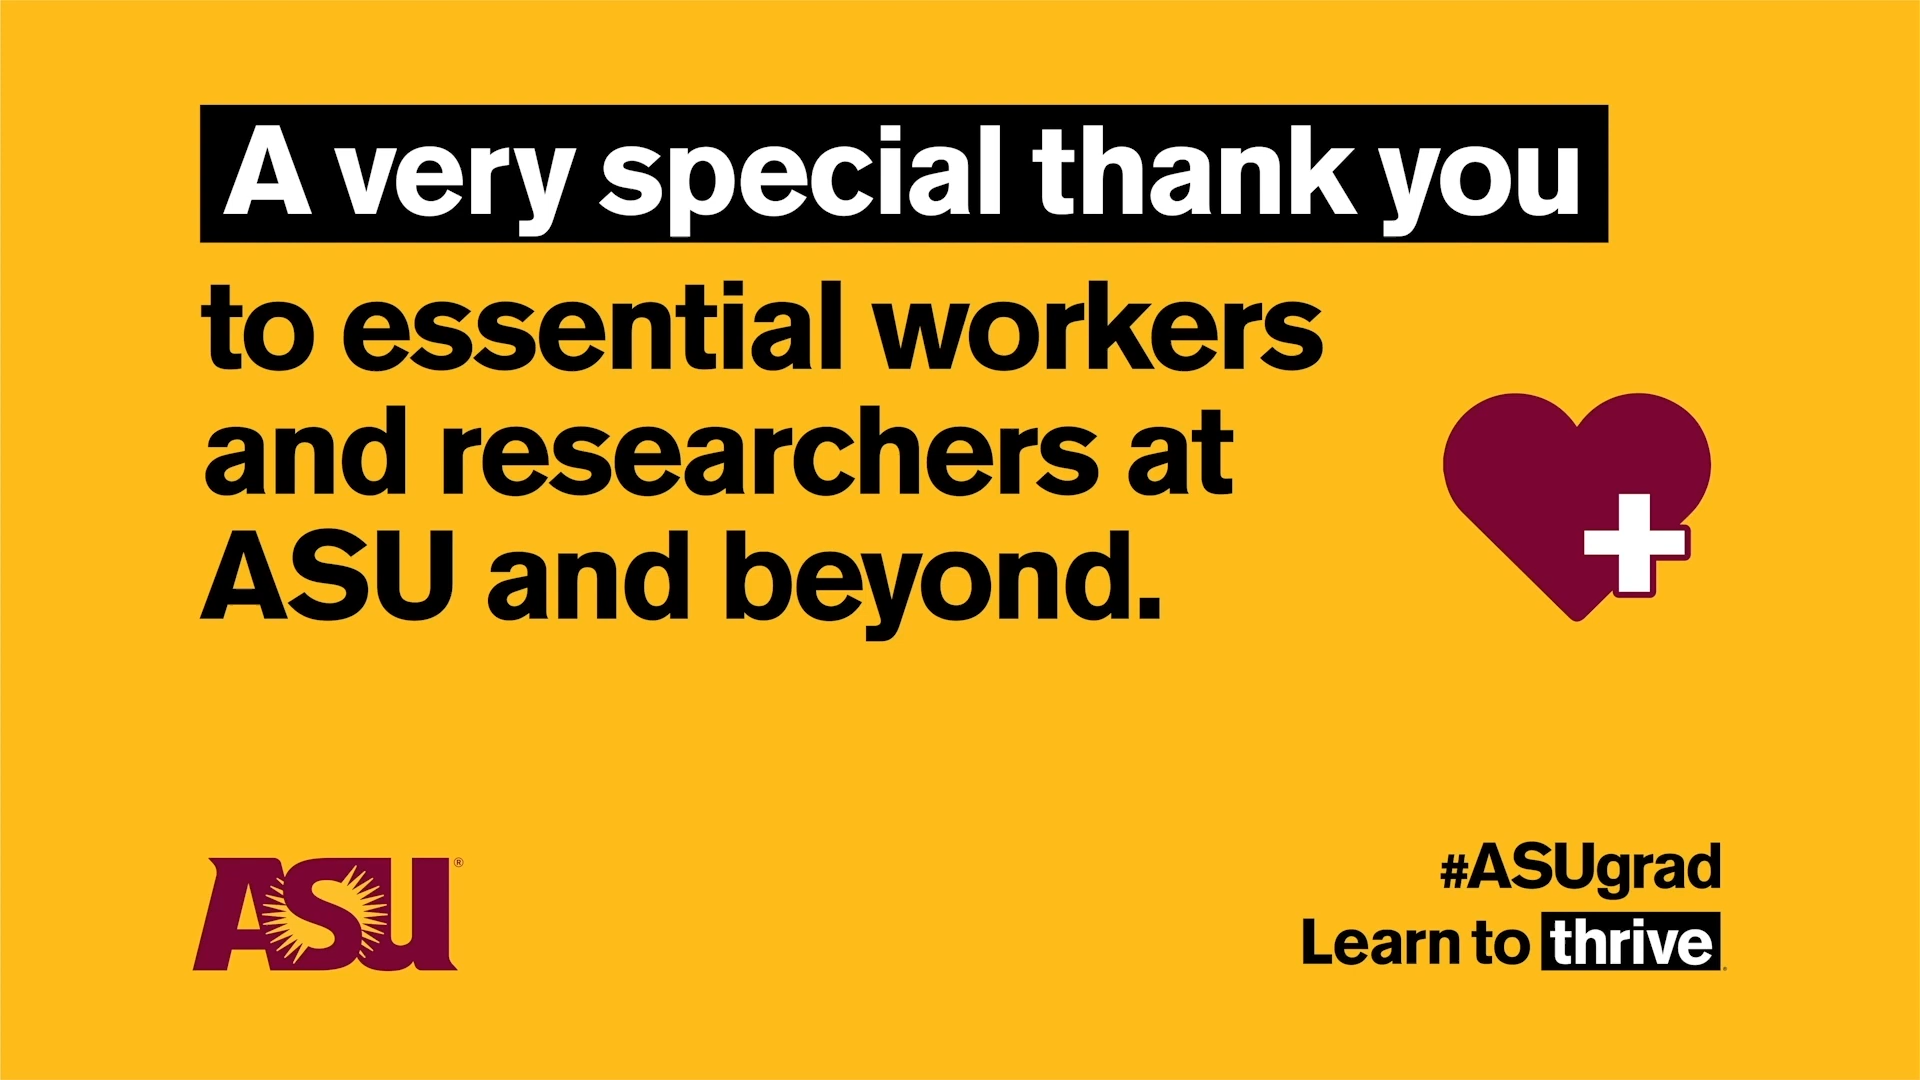 A very special thank you
to essential workers
and researchers at
ASU and beyond.
ASU®
#ASUgrad
Learn to thrive